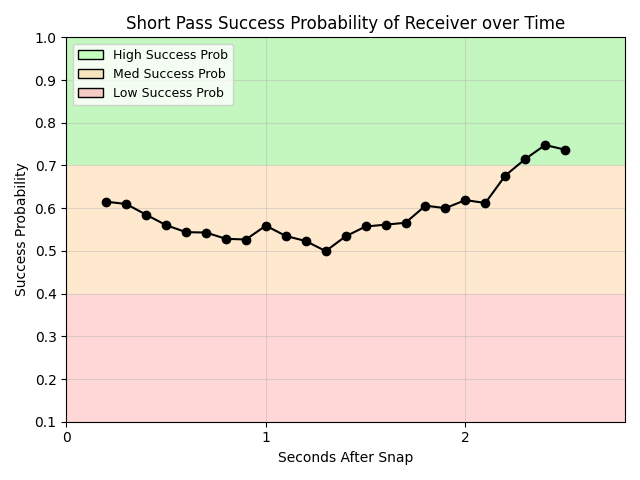 Short Pass Success Probability of Receiver over Time
High Success Prob
Med Success Prob
Low Success Prob
Success Probability
1.0
0.9
0.8
0.7
0.6
0.5
0.4
0.3
0.2
0.1
0 1 2
Seconds After Snap